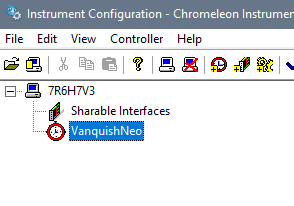 Instrument Configuration - Chromeleon Instrumen
File Edit View Controller Help
7R6H7V3
Sharable Interfaces
VanquishNeo